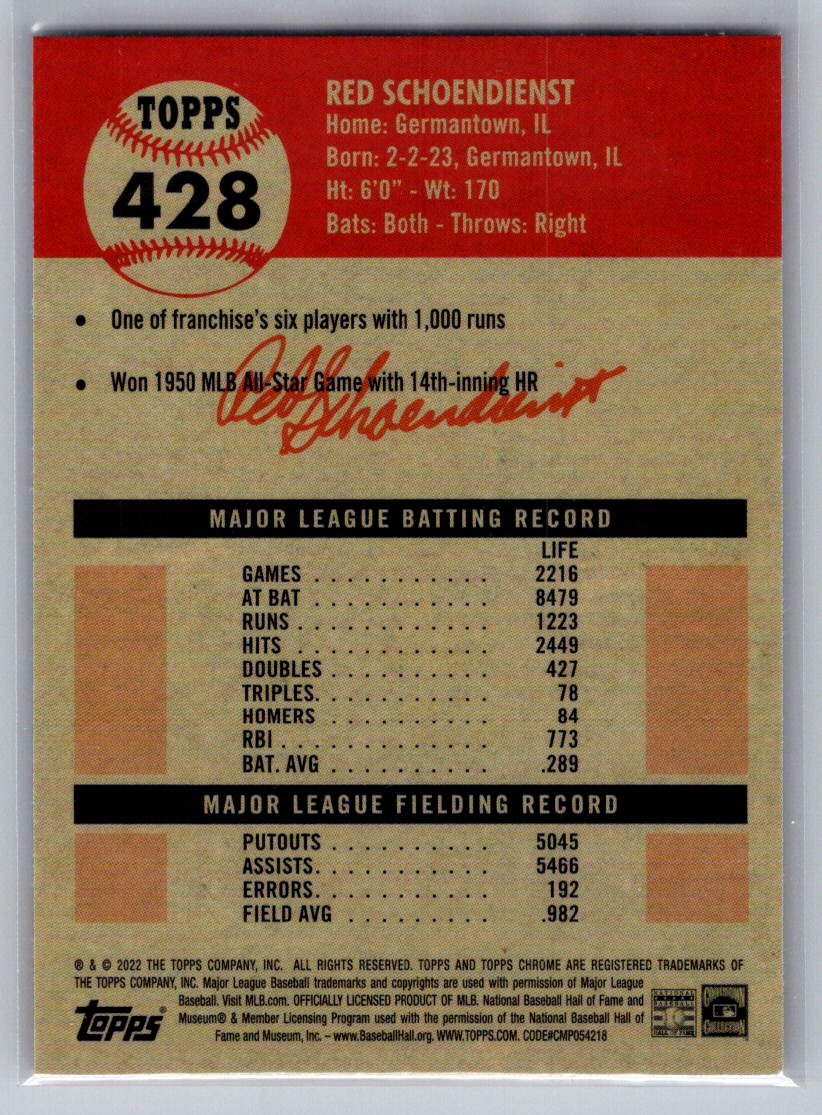 TOPPS
428
RED SCHOENDIENST
Home: Germantown, IL
Born: 2-2-23, Germantown, IL
Ht: 6'0" - Wt: 170
Bats: Both - Throws: Right
• One of franchise's six players with 1,000 runs
• Won 1950 MLB All-Star Game with 14th-inning HR
Red Schoendienst
MAJOR LEAGUE BATTING RECORD
LIFE
GAMES . . . . . . . . . . . 2216
AT BAT . . . . . . . . . . . 8479
RUNS . . . . . . . . . . . . 1223
HITS . . . . . . . . . . . 2449
DOUBLES . . . . . . . . . . 427
TRIPLES. . . . . . . . . . . 78
HOMERS . . . . . . . . . . 84
RBI . . . . . . . . . . . . . 773
BAT. AVG . . . . . . . . . . .289
MAJOR LEAGUE FIELDING RECORD
PUTOUTS . . . . . . . . . . 5045
ASSISTS. . . . . . . . . . . 5466
ERRORS. . . . . . . . . . . 192
FIELD AVG . . . . . . . . . .982
® & © 2022 THE TOPPS COMPANY, INC. ALL RIGHTS RESERVED. TOPPS AND TOPPS CHROME ARE REGISTERED TRADEMARKS OF
THE TOPPS COMPANY, INC. Major League Baseball trademarks and copyrights are used with permission of Major League
Baseball. Visit MLB.com. OFFICIALLY LICENSED PRODUCT OF MLB. National Baseball Hall of Fame and
Museum® & Member Licensing Program used with the permission of the National Baseball Hall of
Fame and Museum, Inc. – www.BaseballHall.org. WWW.TOPPS.COM. CODE#CMP054218
topps®
NATIONAL
BASEBALL
HALL OF FAME
COOPERSTOWN
COLLECTION